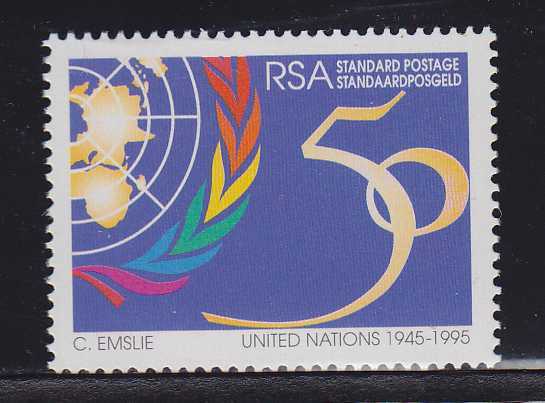 RSA STANDARD POSTAGE
STANDAARDPOSGELD
50
C. EMSLIE
UNITED NATIONS 1945-1995